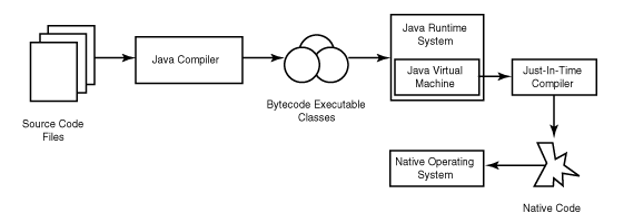 Source Code
Files
Java Compiler
Bytecode Executable
Classes
Java Runtime
System
Java Virtual
Machine
Just-In-Time
Compiler
Native Operating
System
Native Code